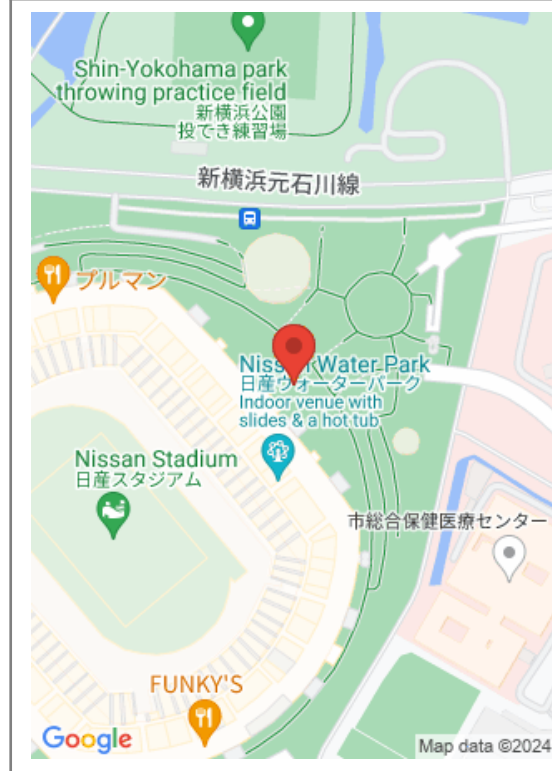 Shin-Yokohama park
throwing practice field
新横浜公園
投てき練習場
新横浜元石川線
プルマン
Nissan Water Park
日産ウォーターパーク
Indoor venue with
slides & a hot tub
Nissan Stadium
日産スタジアム
市総合保健医療センター
FUNKY'S
Google
Map data ©2024